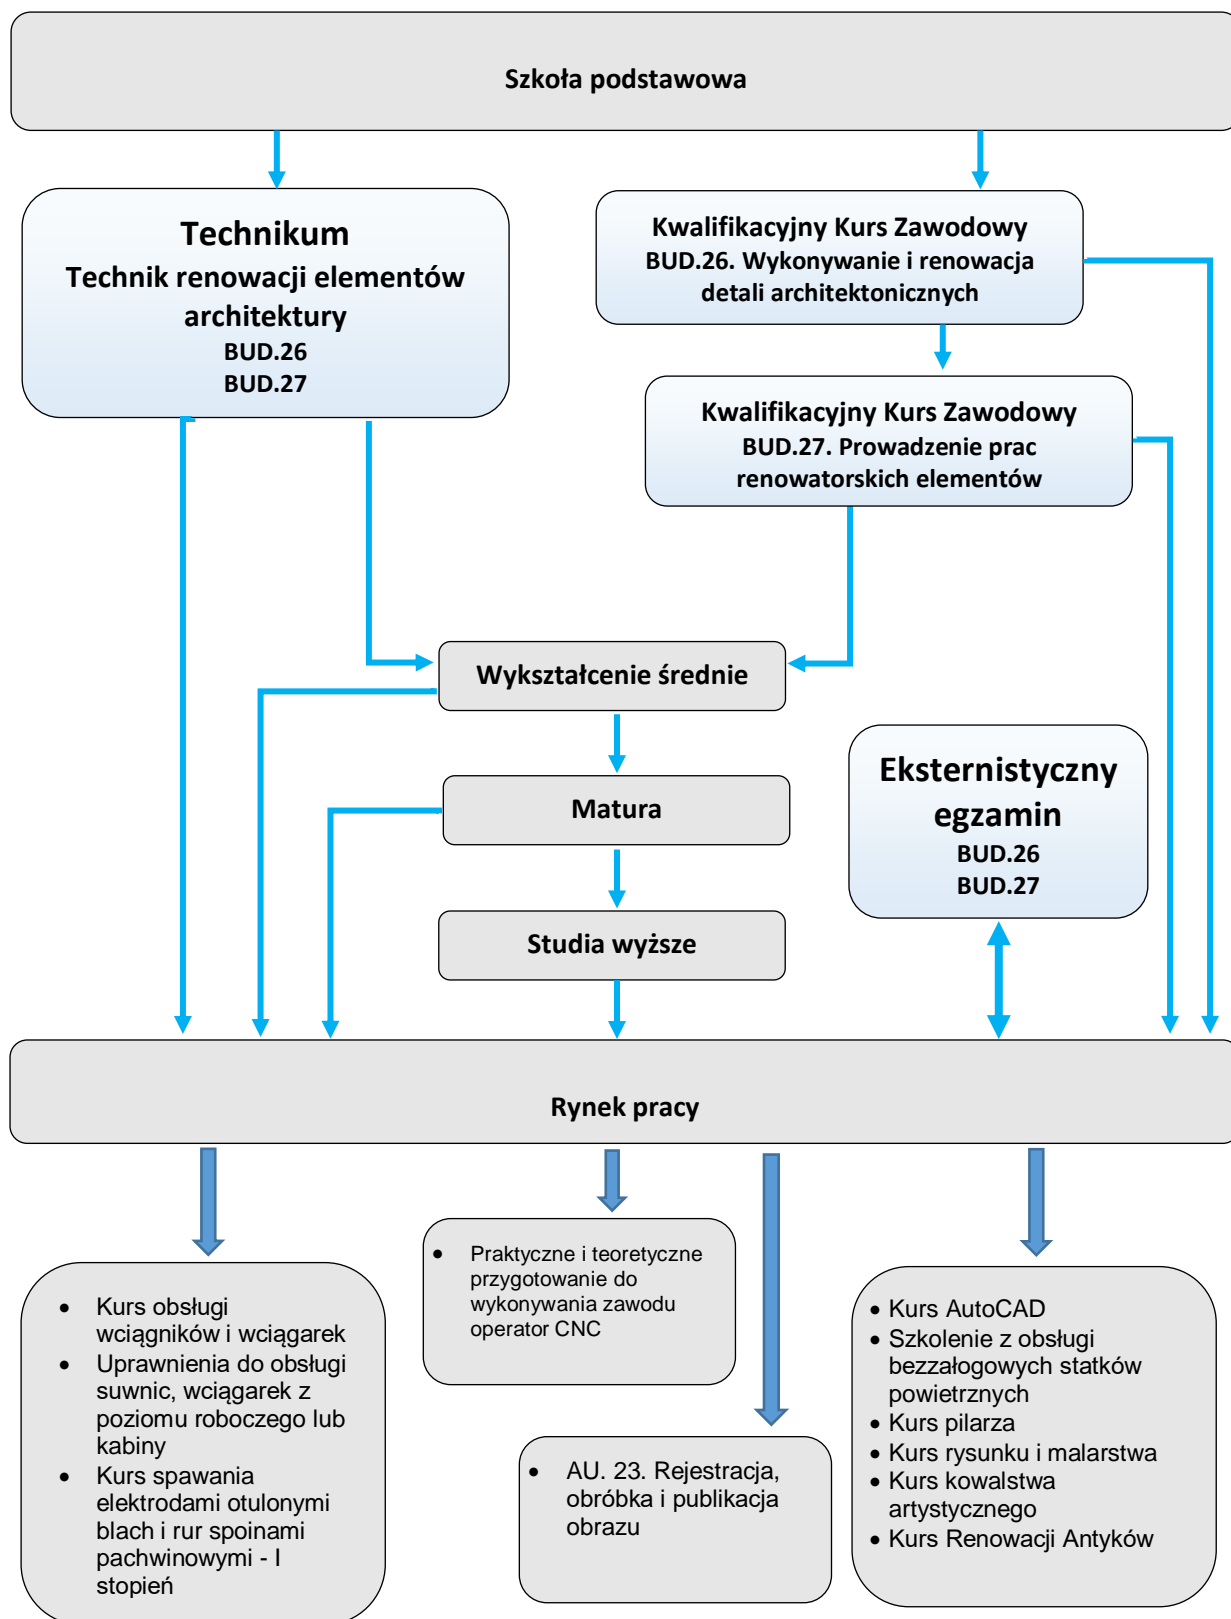 Szkoła podstawowa
Technikum
Technik renowacji elementów
architektury
BUD.26
BUD.27
Kwalifikacyjny Kurs Zawodowy
BUD.26. Wykonywanie i renowacja
detali architektonicznych
Kwalifikacyjny Kurs Zawodowy
BUD.27. Prowadzenie prac
renowatorskich elementów
Wykształcenie średnie
Matura
Studia wyższe
Eksternistyczny
egzamin
BUD.26
BUD.27
Rynek pracy
• Kurs obsługi
wciągników i wciągarek
• Uprawnienia do obsługi
suwnic, wciągarek z
poziomu roboczego lub
kabiny
• Kurs spawania
elektrodami otulonymi
blach i rur spoinami
pachwinowymi - I
stopień
• Praktyczne i teoretyczne
przygotowanie do
wykonywania zawodu
operator CNC
• AU. 23. Rejestracja,
obróbka i publikacja
obrazu
• Kurs AutoCAD
• Szkolenie z obsługi
bezzałogowych statków
powietrznych
• Kurs pilarza
• Kurs rysunku i malarstwa
• Kurs kowalstwa
artystycznego
• Kurs Renowacji Antyków